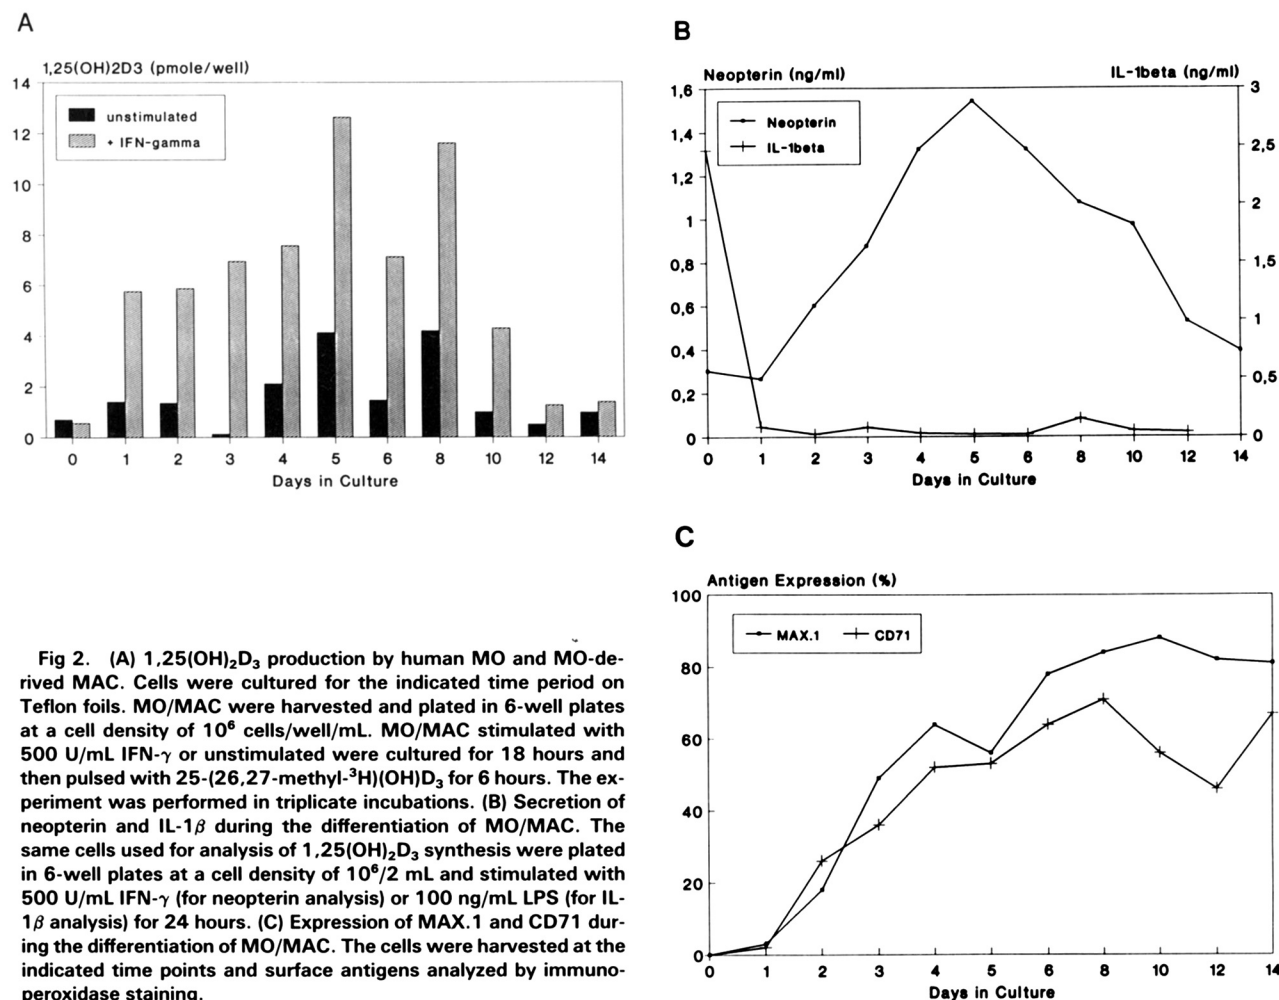 A
1,25(OH)2D3 (pmole/well)
14
12
10
8
6
4
2
0
unstimulated
+ IFN-gamma
0 1 2 3 4 5 6 8 10 12 14
Days in Culture
B
Neopterin (ng/ml) IL-1beta (ng/ml)
1,6
1,4
1,2
1
0,8
0,6
0,4
0,2
0
Neopterin
IL-1beta
3
2,5
2
1,5
1
0,5
0
0 1 2 3 4 5 6 8 10 12 14
Days in Culture
C
Antigen Expression (%)
100
80
60
40
20
0
MAX.1 CD71
0 1 2 3 4 5 6 8 10 12 14
Days in Culture
Fig 2. (A) 1,25(OH)₂D₃ production by human MO and MO-de-
rived MAC. Cells were cultured for the indicated time period on
Teflon foils. MO/MAC were harvested and plated in 6-well plates
at a cell density of 10⁶ cells/well/mL. MO/MAC stimulated with
500 U/mL IFN-γ or unstimulated were cultured for 18 hours and
then pulsed with 25-(26,27-methyl-³H)(OH)D₃ for 6 hours. The ex-
periment was performed in triplicate incubations. (B) Secretion of
neopterin and IL-1β during the differentiation of MO/MAC. The
same cells used for analysis of 1,25(OH)₂D₃ synthesis were plated
in 6-well plates at a cell density of 10⁶/2 mL and stimulated with
500 U/mL IFN-γ (for neopterin analysis) or 100 ng/mL LPS (for IL-
1β analysis) for 24 hours. (C) Expression of MAX.1 and CD71 dur-
ing the differentiation of MO/MAC. The cells were harvested at the
indicated time points and surface antigens analyzed by immuno-
peroxidase staining.